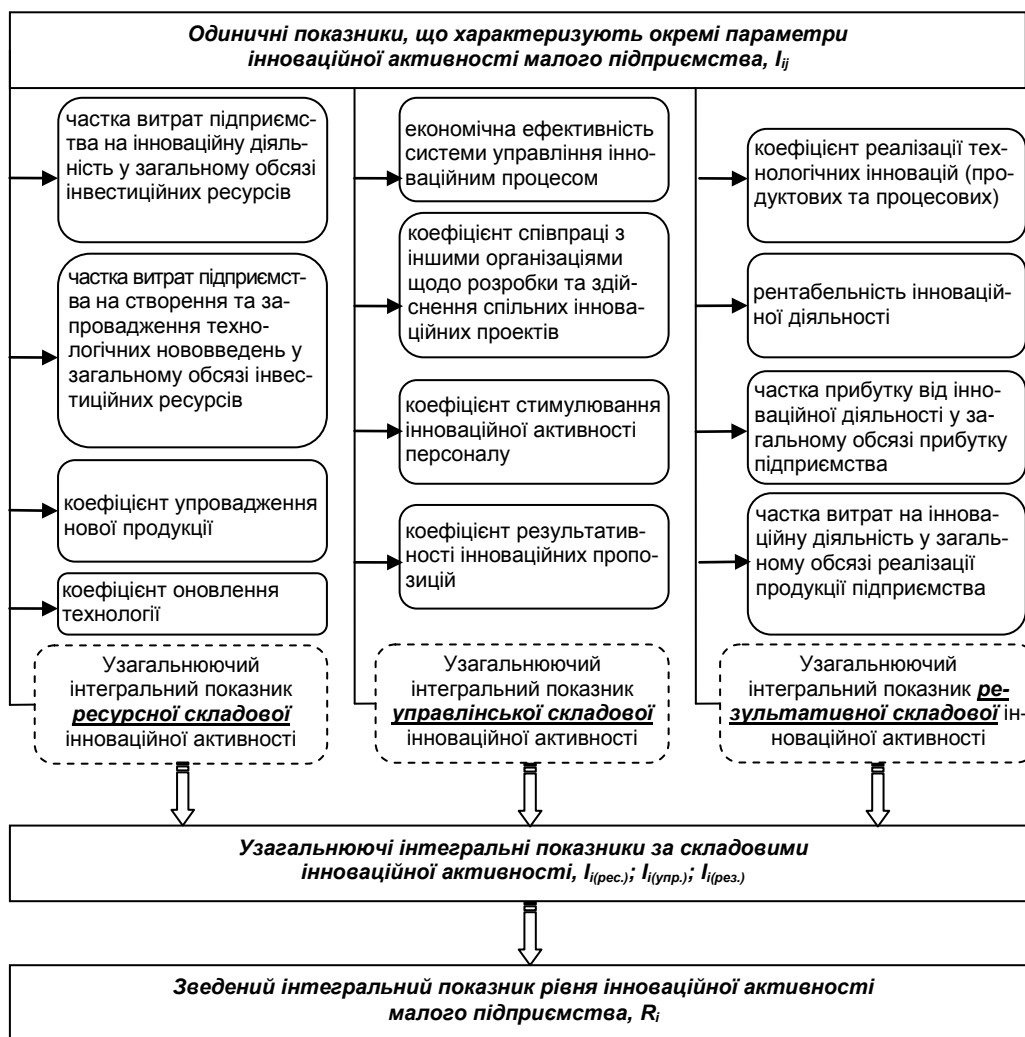 Одиничні показники, що характеризують окремі параметри
інноваційної активності малого підприємства, Iij
частка витрат підприємс-
тва на інноваційну діяль-
ність у загальному обсязі
інвестиційних ресурсів
частка витрат підприємст-
ва на створення та за-
провадження техно-
логічних нововведень у
загальному обсязі інвес-
тиційних ресурсів
коефіцієнт упровадження
нової продукції
коефіцієнт оновлення
технології
Узагальнюючий
інтегральний показник
ресурсної складової
інноваційної активності
економічна ефективність
системи управління інно-
ваційним процесом
коефіцієнт співпраці з
іншими організаціями
щодо розробки та здій-
снення спільних іннова-
ційних проектів
коефіцієнт стимулювання
інноваційної активності
персоналу
коефіцієнт результатив-
ності інноваційних пропо-
зицій
Узагальнюючий
інтегральний показник
управлінської складової
інноваційної активності
коефіцієнт реалізації тех-
нологічних інновацій (про-
дуктових та процесових)
рентабельність інновацій-
ної діяльності
частка прибутку від інно-
ваційної діяльності у за-
гальному обсязі прибутку
підприємства
частка витрат на іннова-
ційну діяльність у загаль-
ному обсязі реалізації
продукції підприємства
Узагальнюючий
інтегральний показник ре-
зультативної складової ін-
новаційної активності
Узагальнюючі інтегральні показники за складовими
інноваційної активності, Ii(рес.); Ii(упр.); Ii(рез.)
Зведений інтегральний показник рівня інноваційної активності
малого підприємства, Ri